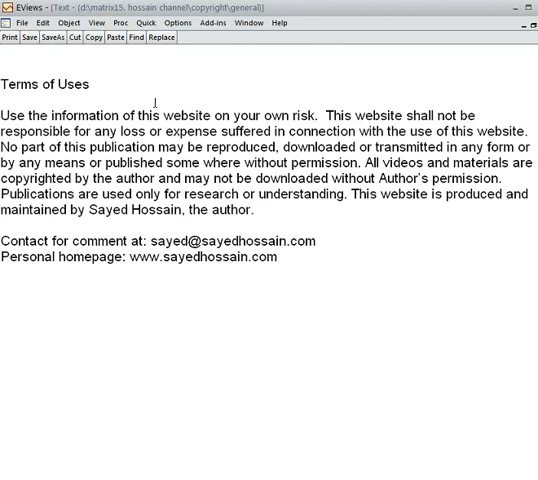 EViews - [Text - (d:\matrix15. hossain channel\copyright\general)]
File Edit Object View Proc Quick Options Add-ins Window Help
Print Save SaveAs Cut Copy Paste Find Replace
Terms of Uses
Use the information of this website on your own risk.  This website shall not be
responsible for any loss or expense suffered in connection with the use of this website.
No part of this publication may be reproduced, downloaded or transmitted in any form or
by any means or published some where without permission. All videos and materials are
copyrighted by the author and may not be downloaded without Author's permission.
Publications are used only for research or understanding. This website is produced and
maintained by Sayed Hossain, the author.
Contact for comment at: sayed@sayedhossain.com
Personal homepage: www.sayedhossain.com